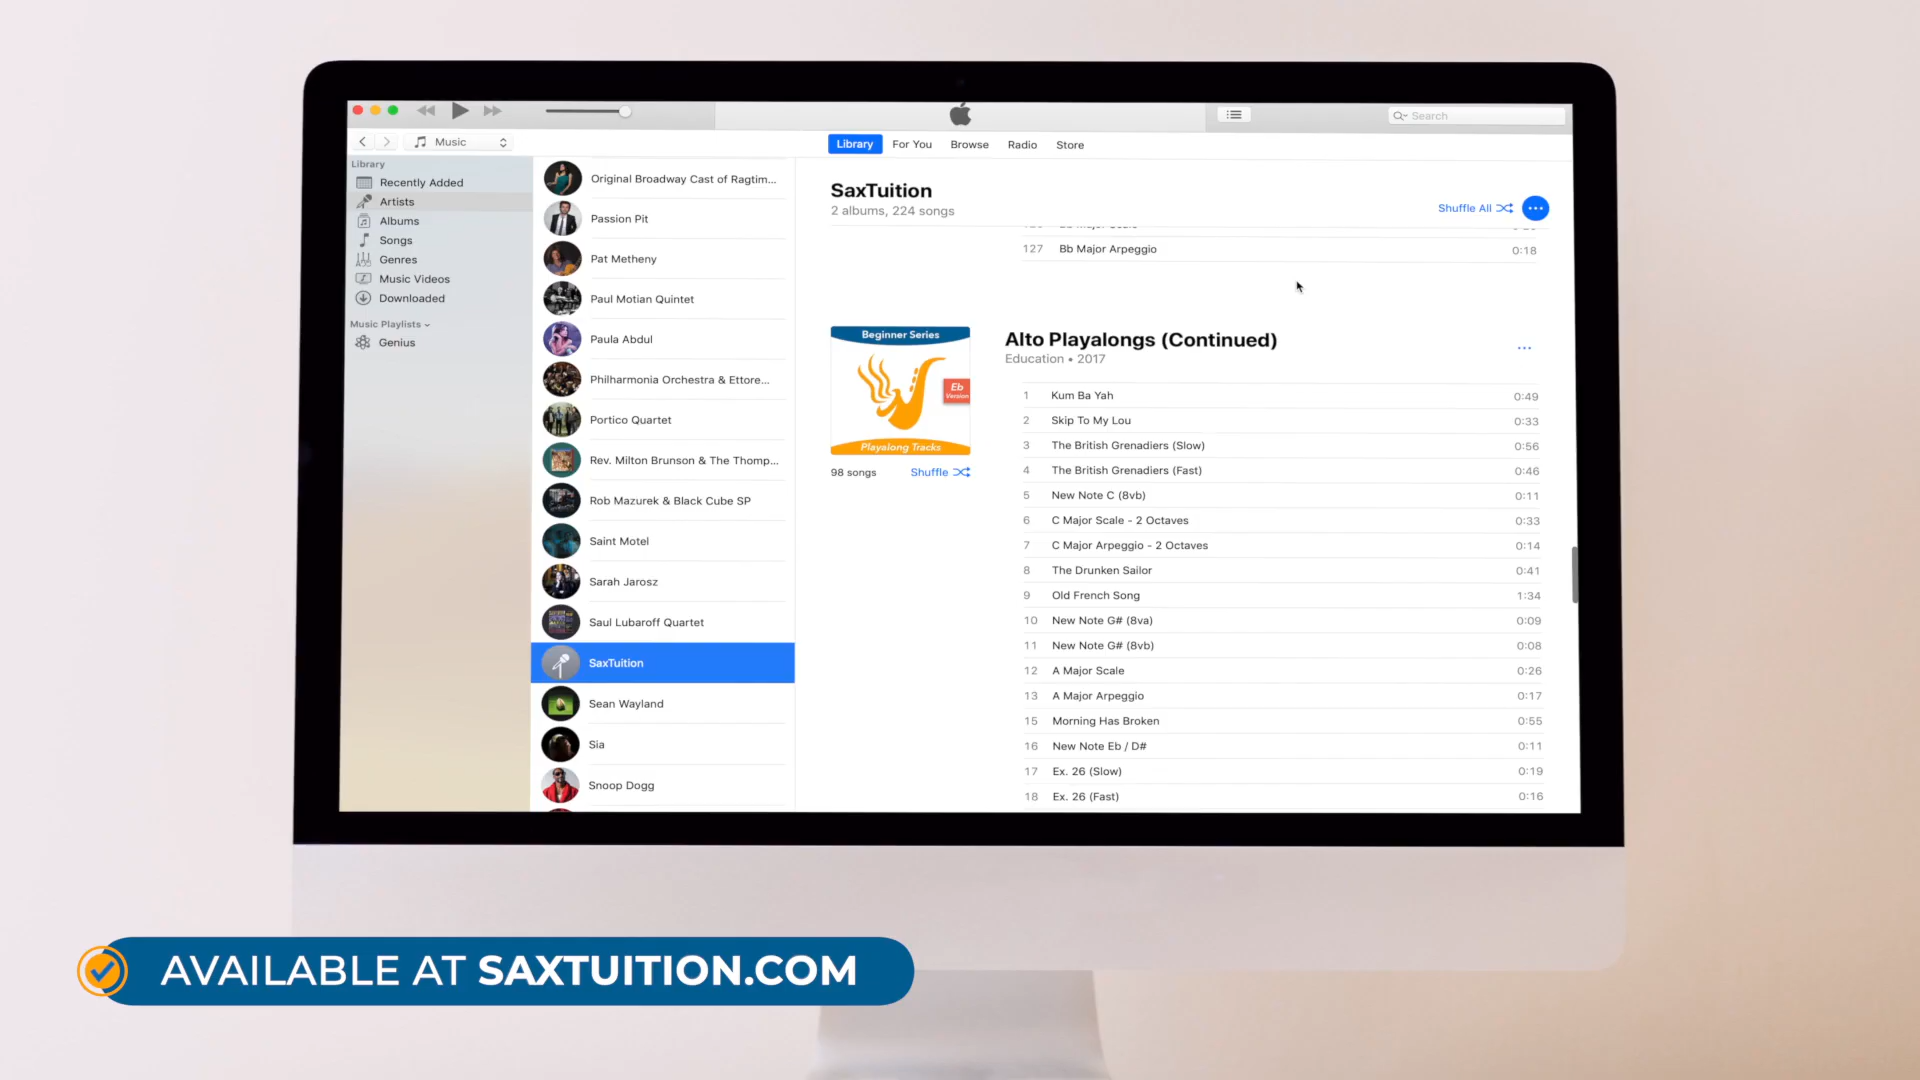 Search
Music
Library
For You
Browse
Radio
Store
Library
Recently Added
Artists
Albums
Songs
Genres
Music Videos
Downloaded
Music Playlists
Genius
Original Broadway Cast of Ragtim...
Passion Pit
Pat Metheny
Paul Motian Quintet
Paula Abdul
Philharmonia Orchestra & Ettore...
Portico Quartet
Rev. Milton Brunson & The Thomp...
Rob Mazurek & Black Cube SP
Saint Motel
Sarah Jarosz
Saul Lubaroff Quartet
SaxTuition
Sean Wayland
Sia
Snoop Dogg
SaxTuition
2 albums, 224 songs
Shuffle All
127 Bb Major Arpeggio 0:18
Beginner Series
Eb
Version
Playalong Tracks
98 songs Shuffle
Alto Playalongs (Continued)
Education • 2017
1 Kum Ba Yah 0:49
2 Skip To My Lou 0:33
3 The British Grenadiers (Slow) 0:56
4 The British Grenadiers (Fast) 0:46
5 New Note C (8vb) 0:11
6 C Major Scale - 2 Octaves 0:33
7 C Major Arpeggio - 2 Octaves 0:14
8 The Drunken Sailor 0:41
9 Old French Song 1:34
10 New Note G# (8va) 0:09
11 New Note G# (8vb) 0:08
12 A Major Scale 0:26
13 A Major Arpeggio 0:17
15 Morning Has Broken 0:55
16 New Note Eb / D# 0:11
17 Ex. 26 (Slow) 0:19
18 Ex. 26 (Fast) 0:16
AVAILABLE AT SAXTUITION.COM